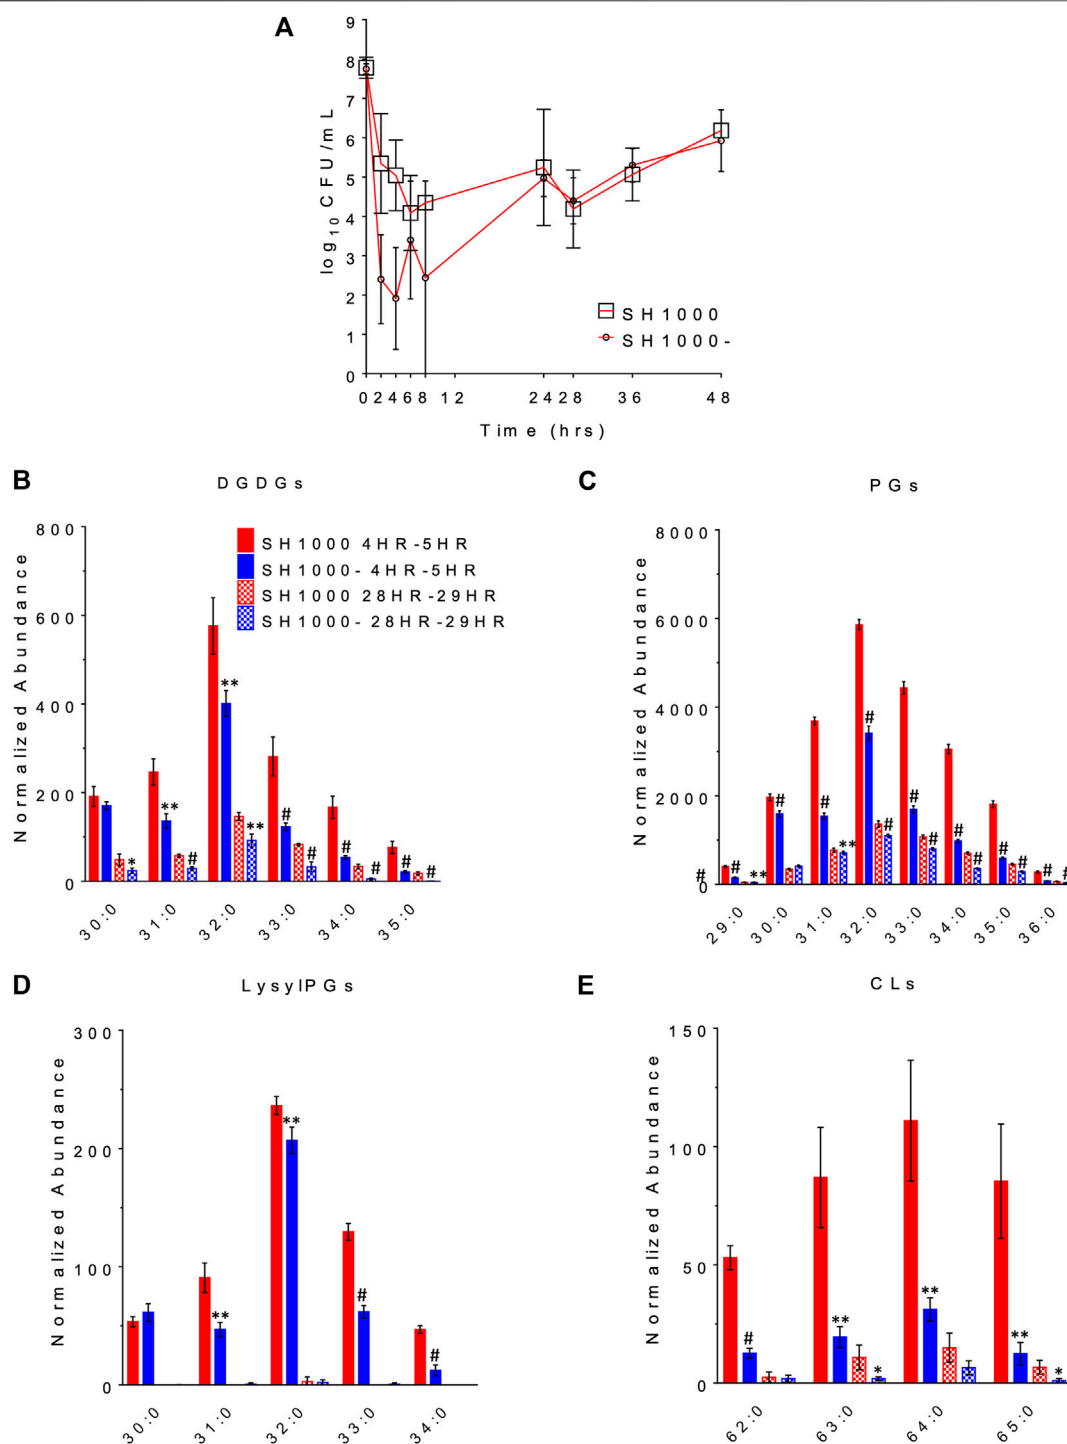 A
log10 CFU/mL
9
8
7
6
5
4
3
2
1
0
0 2 4 6 8 12 24 28 36 48
Time (hrs)
SH1000
SH1000-
B
DGDGs
Normalized Abundance
800
600
400
200
0
SH1000 4HR-5HR
SH1000- 4HR-5HR
SH1000 28HR-29HR
SH1000- 28HR-29HR
** ** ** # # # # # # * #
30:0 31:0 32:0 33:0 34:0 35:0
C
PGs
Normalized Abundance
8000
6000
4000
2000
0
# # ** # # ** # # # # # # # # # #
29:0 30:0 31:0 32:0 33:0 34:0 35:0 36:0
D
LysylPGs
Normalized Abundance
300
200
100
0
** ** # #
30:0 31:0 32:0 33:0 34:0
E
CLs
Normalized Abundance
150
100
50
0
# ** * ** ** *
62:0 63:0 64:0 65:0